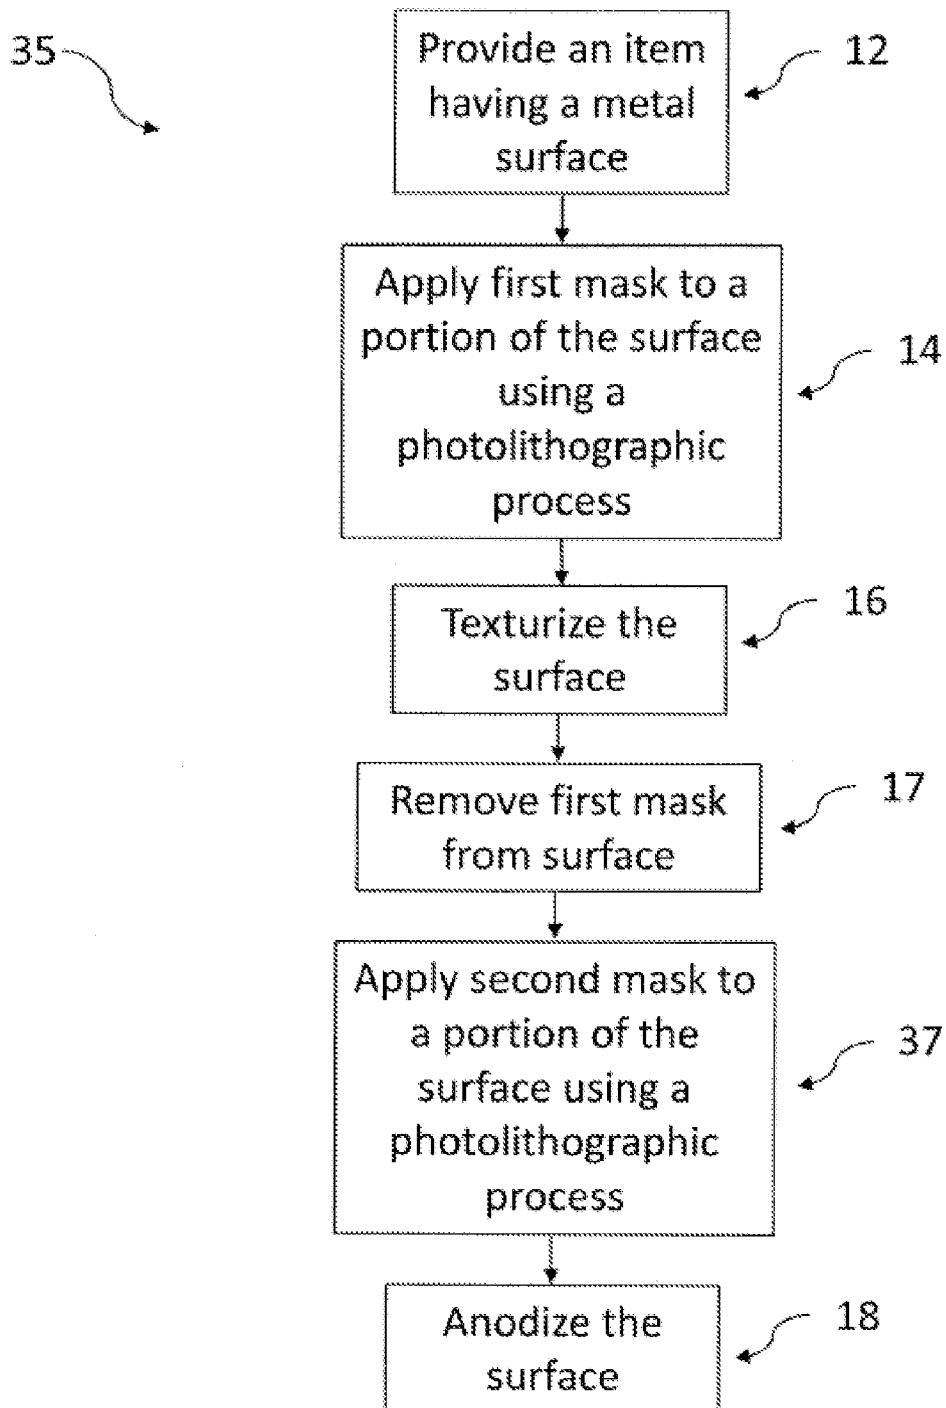 35
Provide an item
having a metal
surface
12
Apply first mask to a
portion of the surface
using a
photolithographic
process
14
Texturize the
surface
16
Remove first mask
from surface
17
Apply second mask to
a portion of the
surface using a
photolithographic
process
37
Anodize the
surface
18